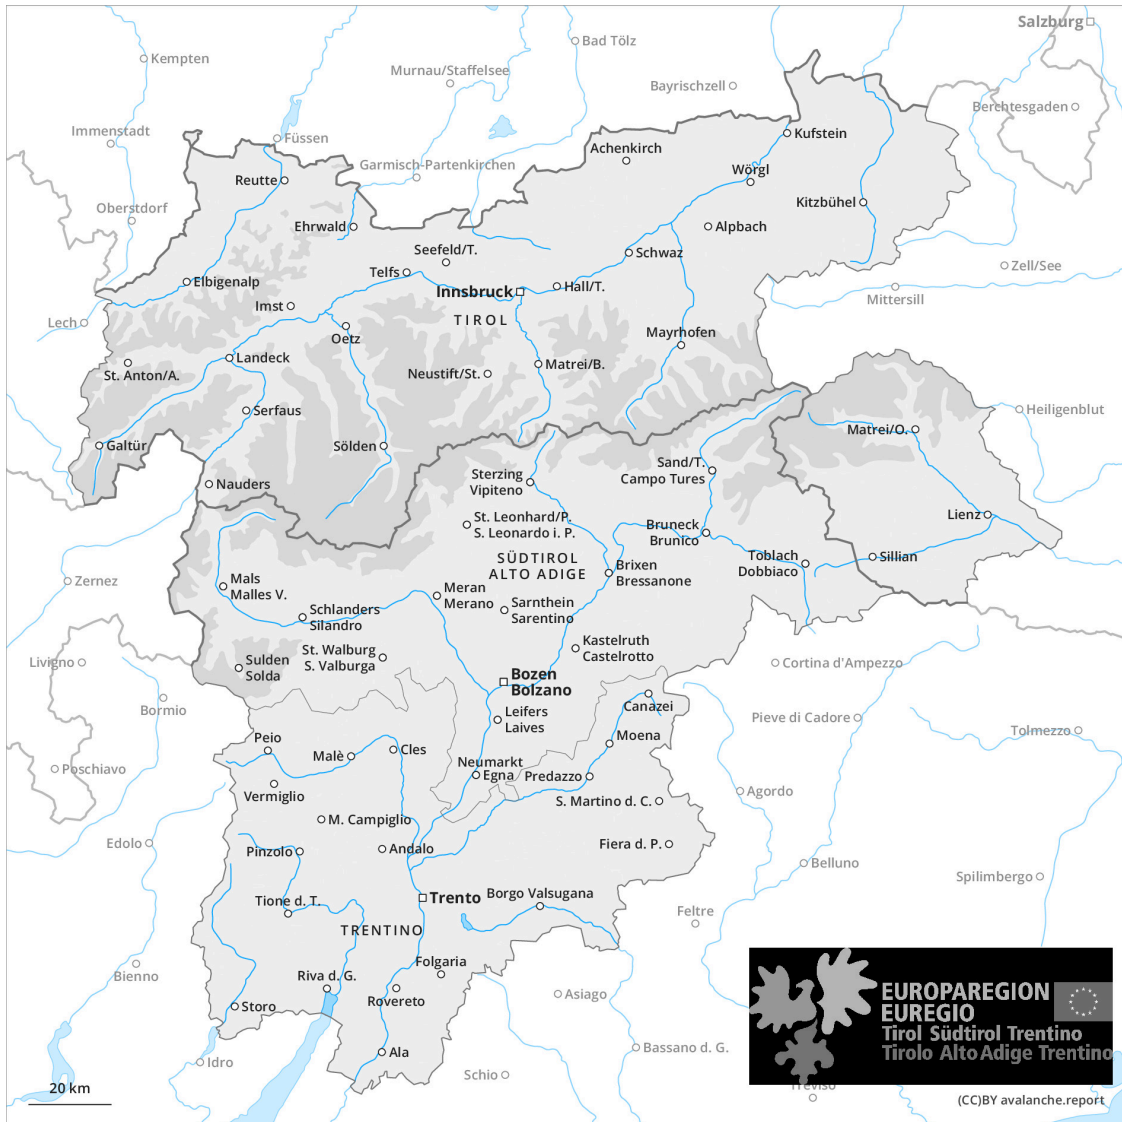 Salzburg
Bad Tölz
Kempten
Murnau/Staffelsee
Bayrischzell
Berchtesgaden
Immenstadt
Füssen
Kufstein
Achenkirch
Garmisch-Partenkirchen
Wörgl
Reutte
Kitzbühel
Oberstdorf
Ehrwald
Alpbach
Seefeld/T.
Schwaz
Telfs
Zell/See
Elbigenalp
Hall/T.
Innsbruck
Mittersill
Imst
TIROL
Lech
Oetz
Mayrhofen
Landeck
Matrei/B.
St. Anton/A.
Neustift/St.
Serfaus
Heiligenblut
Matrei/O.
Galtür
Sölden
Sand/T.
Campo Tures
Sterzing
Vipiteno
Nauders
St. Leonhard/P.
S. Leonardo i. P.
Bruneck
Brunico
Lienz
SÜDTIROL
ALTO ADIGE
Toblach
Dobbiaco
Sillian
Brixen
Bressanone
Zernez
Mals
Malles V.
Meran
Merano
Sarnthein
Sarentino
Schlanders
Silandro
Kastelruth
Castelrotto
St. Walburg
S. Valburga
Livigno
Sulden
Solda
Cortina d'Ampezzo
Bozen
Bolzano
Bormio
Canazei
Leifers
Laives
Pieve di Cadore
Tolmezzo
Moena
Peio
Cles
Malè
Neumarkt
Egna
Predazzo
Poschiavo
Vermiglio
Agordo
S. Martino d. C.
M. Campiglio
Edolo
Fiera d. P.
Pinzolo
Andalo
Belluno
Spilimbergo
Trento
Borgo Valsugana
Tione d. T.
Feltre
TRENTINO
Folgaria
Bienno
Riva d. G.
Rovereto
Asiago
Storo
EUROPAREGION
EUREGIO
Tirol Südtirol Trentino
Tirolo Alto Adige Trentino
Ala
Bassano d. G.
Idro
Schio
Treviso
20 km
(CC)BY avalanche.report